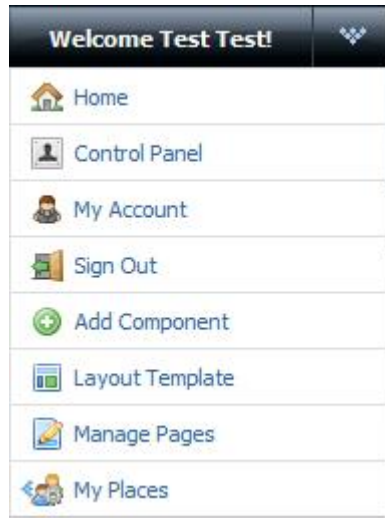 Welcome Test Test!
Home
Control Panel
My Account
Sign Out
Add Component
Layout Template
Manage Pages
My Places